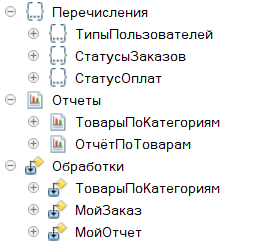 Перечисления
ТипыПользователей
СтатусыЗаказов
СтатусОплат
Отчеты
ТоварыПоКатегориям
ОтчётПоТоварам
Обработки
ТоварыПоКатегориям
МойЗаказ
МойОтчет